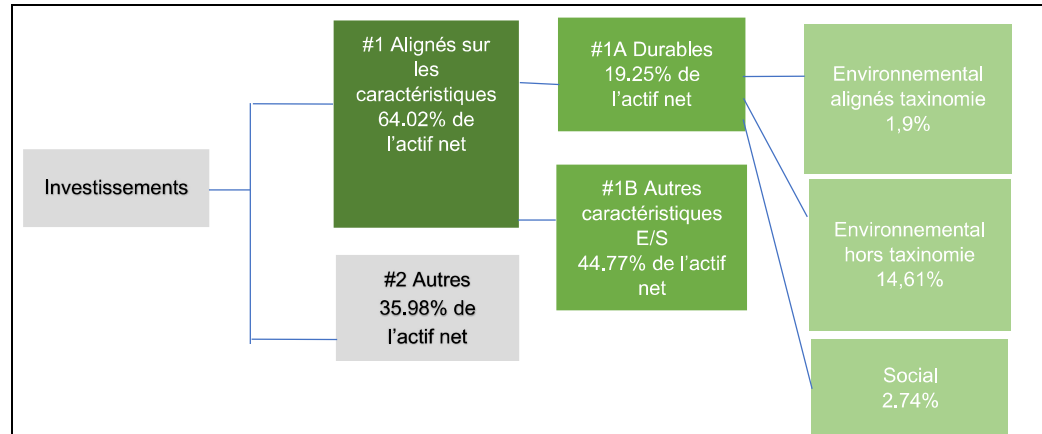 Investissements
#1 Alignés sur
les
caractéristiques
64.02% de
l’actif net
#2 Autres
35.98% de
l’actif net
#1A Durables
19.25% de
l’actif net
#1B Autres
caractéristiques
E/S
44.77% de l’actif
net
Environnemental
alignés taxinomie
1,9%
Environnemental
hors taxinomie
14,61%
Social
2.74%